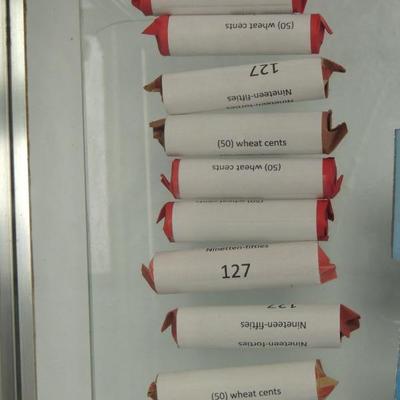 (50) wheat cents
127
Nineteen-fifties
(50) wheat cents
(50) wheat cents
127
127
Nineteen-fifties
Nineteen-forties
(50) wheat cents